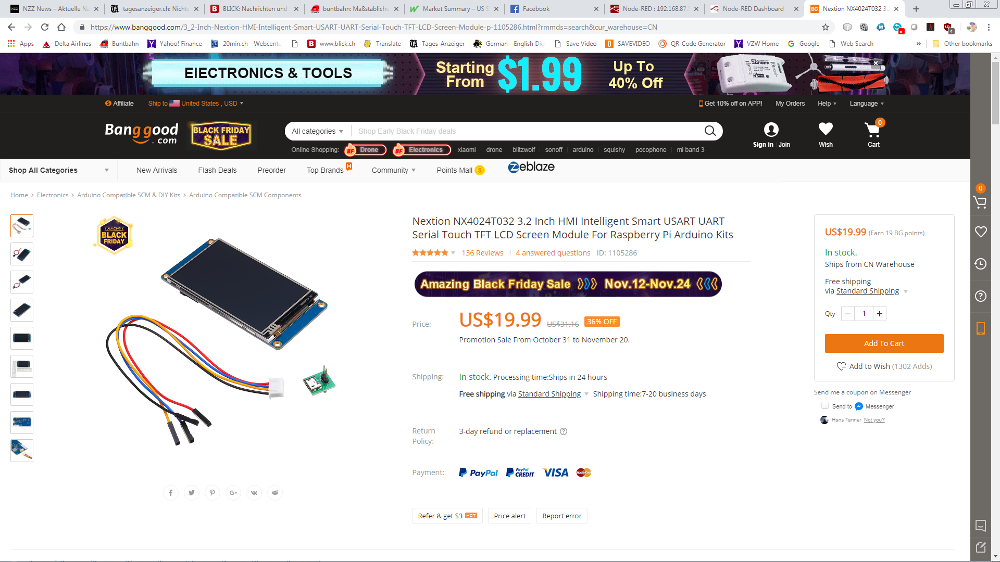 NZZ News – Aktuelle Na
tagesanzeiger.ch: Nichts
BLICK: Nachrichten und
buntbahn: Maßstäbliche
Market Summary – US S
Facebook
Node-RED : 192.168.87.
Node-RED Dashboard
Nextion NX4024T032 3.
https://www.banggood.com/3_2-Inch-Nextion-HMI-Intelligent-Smart-USART-UART-Serial-Touch-TFT-LCD-Screen-Module-p-1105286.html?rmmds=search&cur_warehouse=CN
4
Apps
Delta Airlines
Buntbahn
Yahoo! Finance
20min.ch - Webcente
www.blick.ch
Translate
Tages-Anzeiger
German - English Dic
Save Video
SAVEVIDEO
QR-Code Generator
VZW Home
Google
Web Search
»
Other bookmarks
ElECTRONICS & TOOLS
Starting From $1.99
Up To 40% Off
SONOFF
Affiliate
Ship to United States , USD
Get 10% off on APP!
My Orders
Help
Language
Banggood.com
BLACK FRIDAY SALE
All categories
Shop Early Black Friday deals
Sign in
Join
Wish
0
Cart
Online Shopping:
BF Drone
BF Electronics
xiaomi
drone
blitzwolf
sonoff
arduino
squishy
pocophone
mi band 3
Shop All Categories
New Arrivals
Flash Deals
Preorder
Top Brands H
Community
Points Mall $
Zeblaze
Home > Electronics > Arduino Compatible SCM & DIY Kits > Arduino Compatible SCM Components
0
AMAZING BLACK FRIDAY
Nextion NX4024T032 3.2 Inch HMI Intelligent Smart USART UART
Serial Touch TFT LCD Screen Module For Raspberry Pi Arduino Kits
136 Reviews | 4 answered questions ID: 1105286
Amazing Black Friday Sale Nov.12-Nov.24
Price: US$19.99 US$31.16 36% OFF
Promotion Sale From October 31 to November 20.
Shipping: In stock. Processing time:Ships in 24 hours
Free shipping via Standard Shipping Shipping time:7-20 business days
Return Policy: 3-day refund or replacement
Payment: PayPal PayPal CREDIT VISA MasterCard
Refer & get $3 HOT
Price alert
Report error
US$19.99 (Earn 19 BG points)
In stock.
Ships from CN Warehouse
Free shipping
via Standard Shipping
Qty 1
Add To Cart
Add to Wish (1302 Adds)
Send me a coupon on Messenger
Send to Messenger
Hans Tanner Not you?